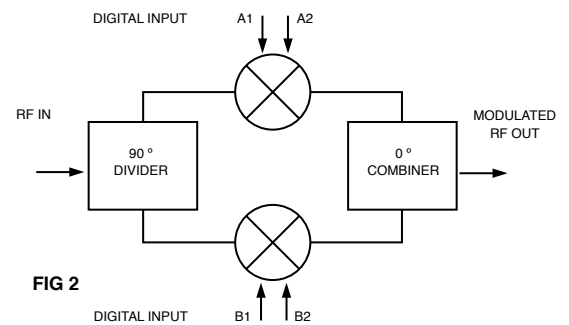 DIGITAL INPUT A1 A2
RF IN
90 º
DIVIDER
0 º
COMBINER
MODULATED
RF OUT
FIG 2
DIGITAL INPUT B1 B2